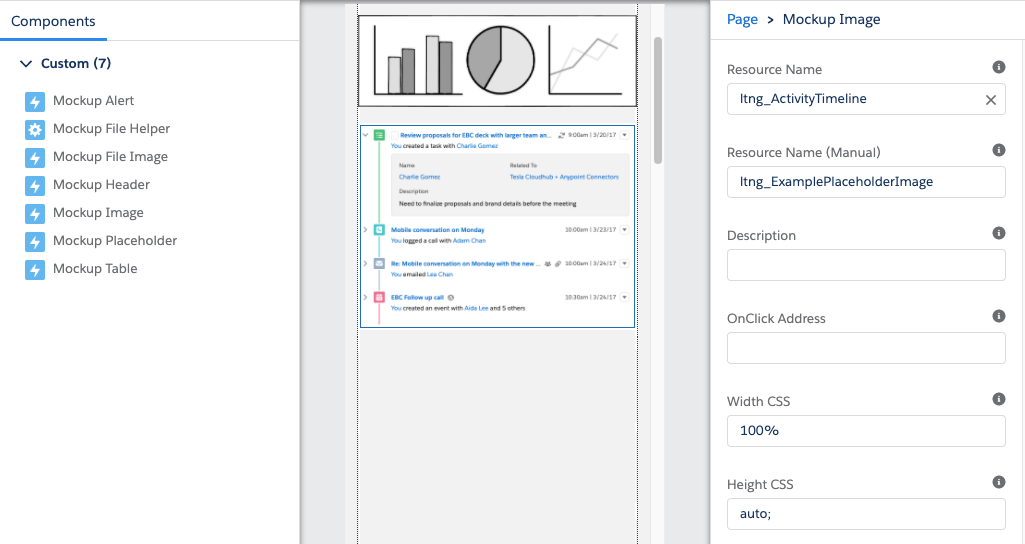 Components
Custom (7)
Mockup Alert
Mockup File Helper
Mockup File Image
Mockup Header
Mockup Image
Mockup Placeholder
Mockup Table
Review proposals for EBC deck with larger team an... 9:00am | 3/20/17
You created a task with Charlie Gomez
Name Related To
Charlie Gomez Tesla Cloudhub + Anypoint Connectors
Description
Need to finalize proposals and brand details before the meeting
Mobile conversation on Monday 10:00am | 3/23/17
You logged a call with Adam Chan
Re: Mobile conversation on Monday with the new ... 10:00am | 3/24/17
You emailed Lea Chan
EBC Follow up call 10:30am | 3/24/17
You created an event with Aida Lee and 5 others
Page > Mockup Image
Resource Name
ltng_ActivityTimeline
Resource Name (Manual)
ltng_ExamplePlaceholderImage
Description
OnClick Address
Width CSS
100%
Height CSS
auto;